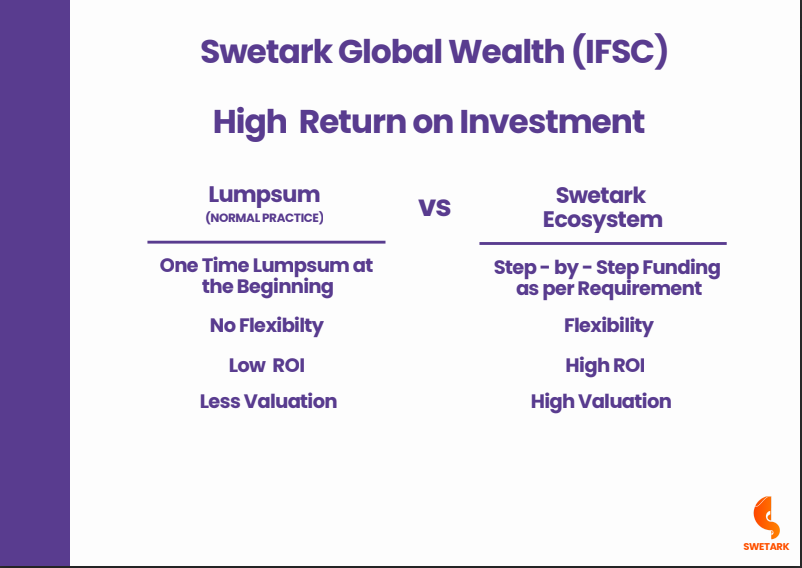 Swetark Global Wealth (IFSC)
High Return on Investment
Lumpsum
(NORMAL PRACTICE)
vs
Swetark
Ecosystem
One Time Lumpsum at
the Beginning
No Flexibilty
Low ROI
Less Valuation
Step - by - Step Funding
as per Requirement
Flexibility
High ROI
High Valuation
SWETARK